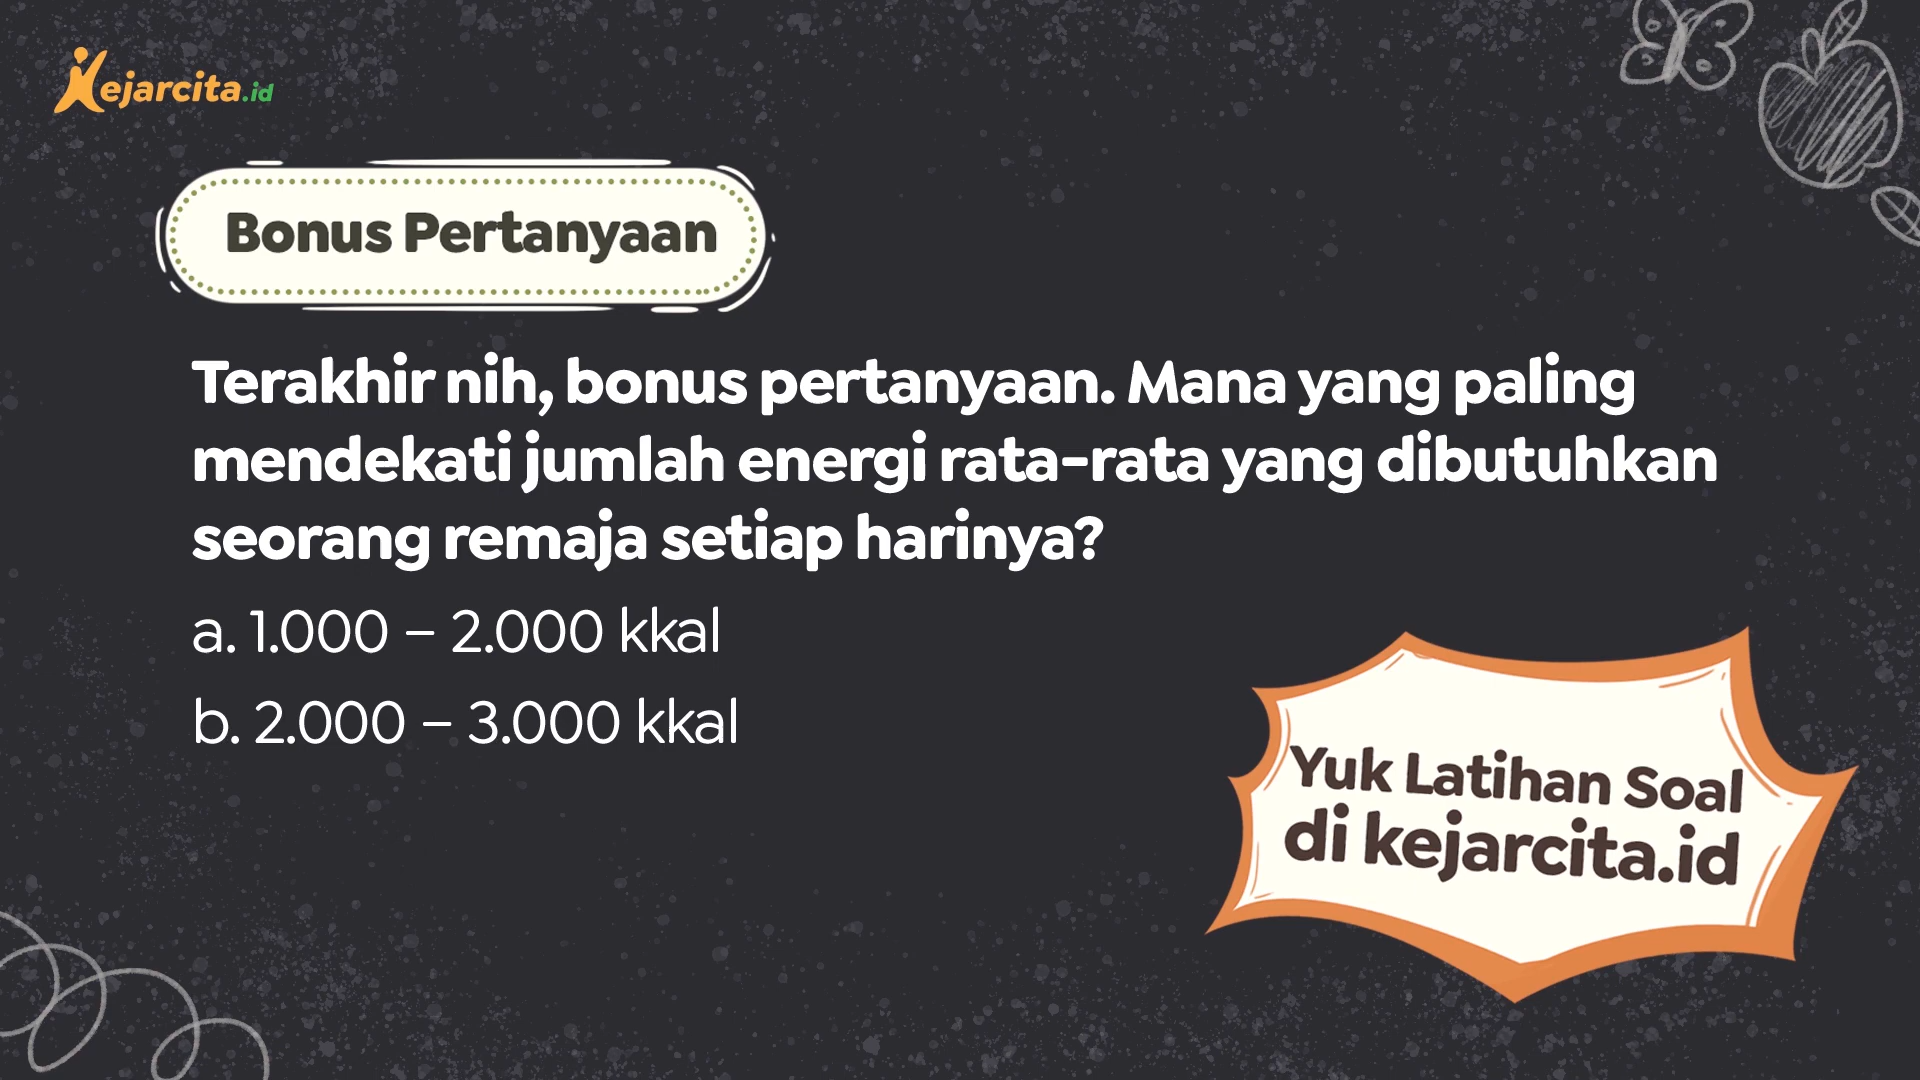 Kejarcita.id
Bonus Pertanyaan
Terakhir nih, bonus pertanyaan. Mana yang paling
mendekati jumlah energi rata-rata yang dibutuhkan
seorang remaja setiap harinya?
a. 1.000 – 2.000 kkal
b. 2.000 – 3.000 kkal
Yuk Latihan Soal
di kejarcita.id